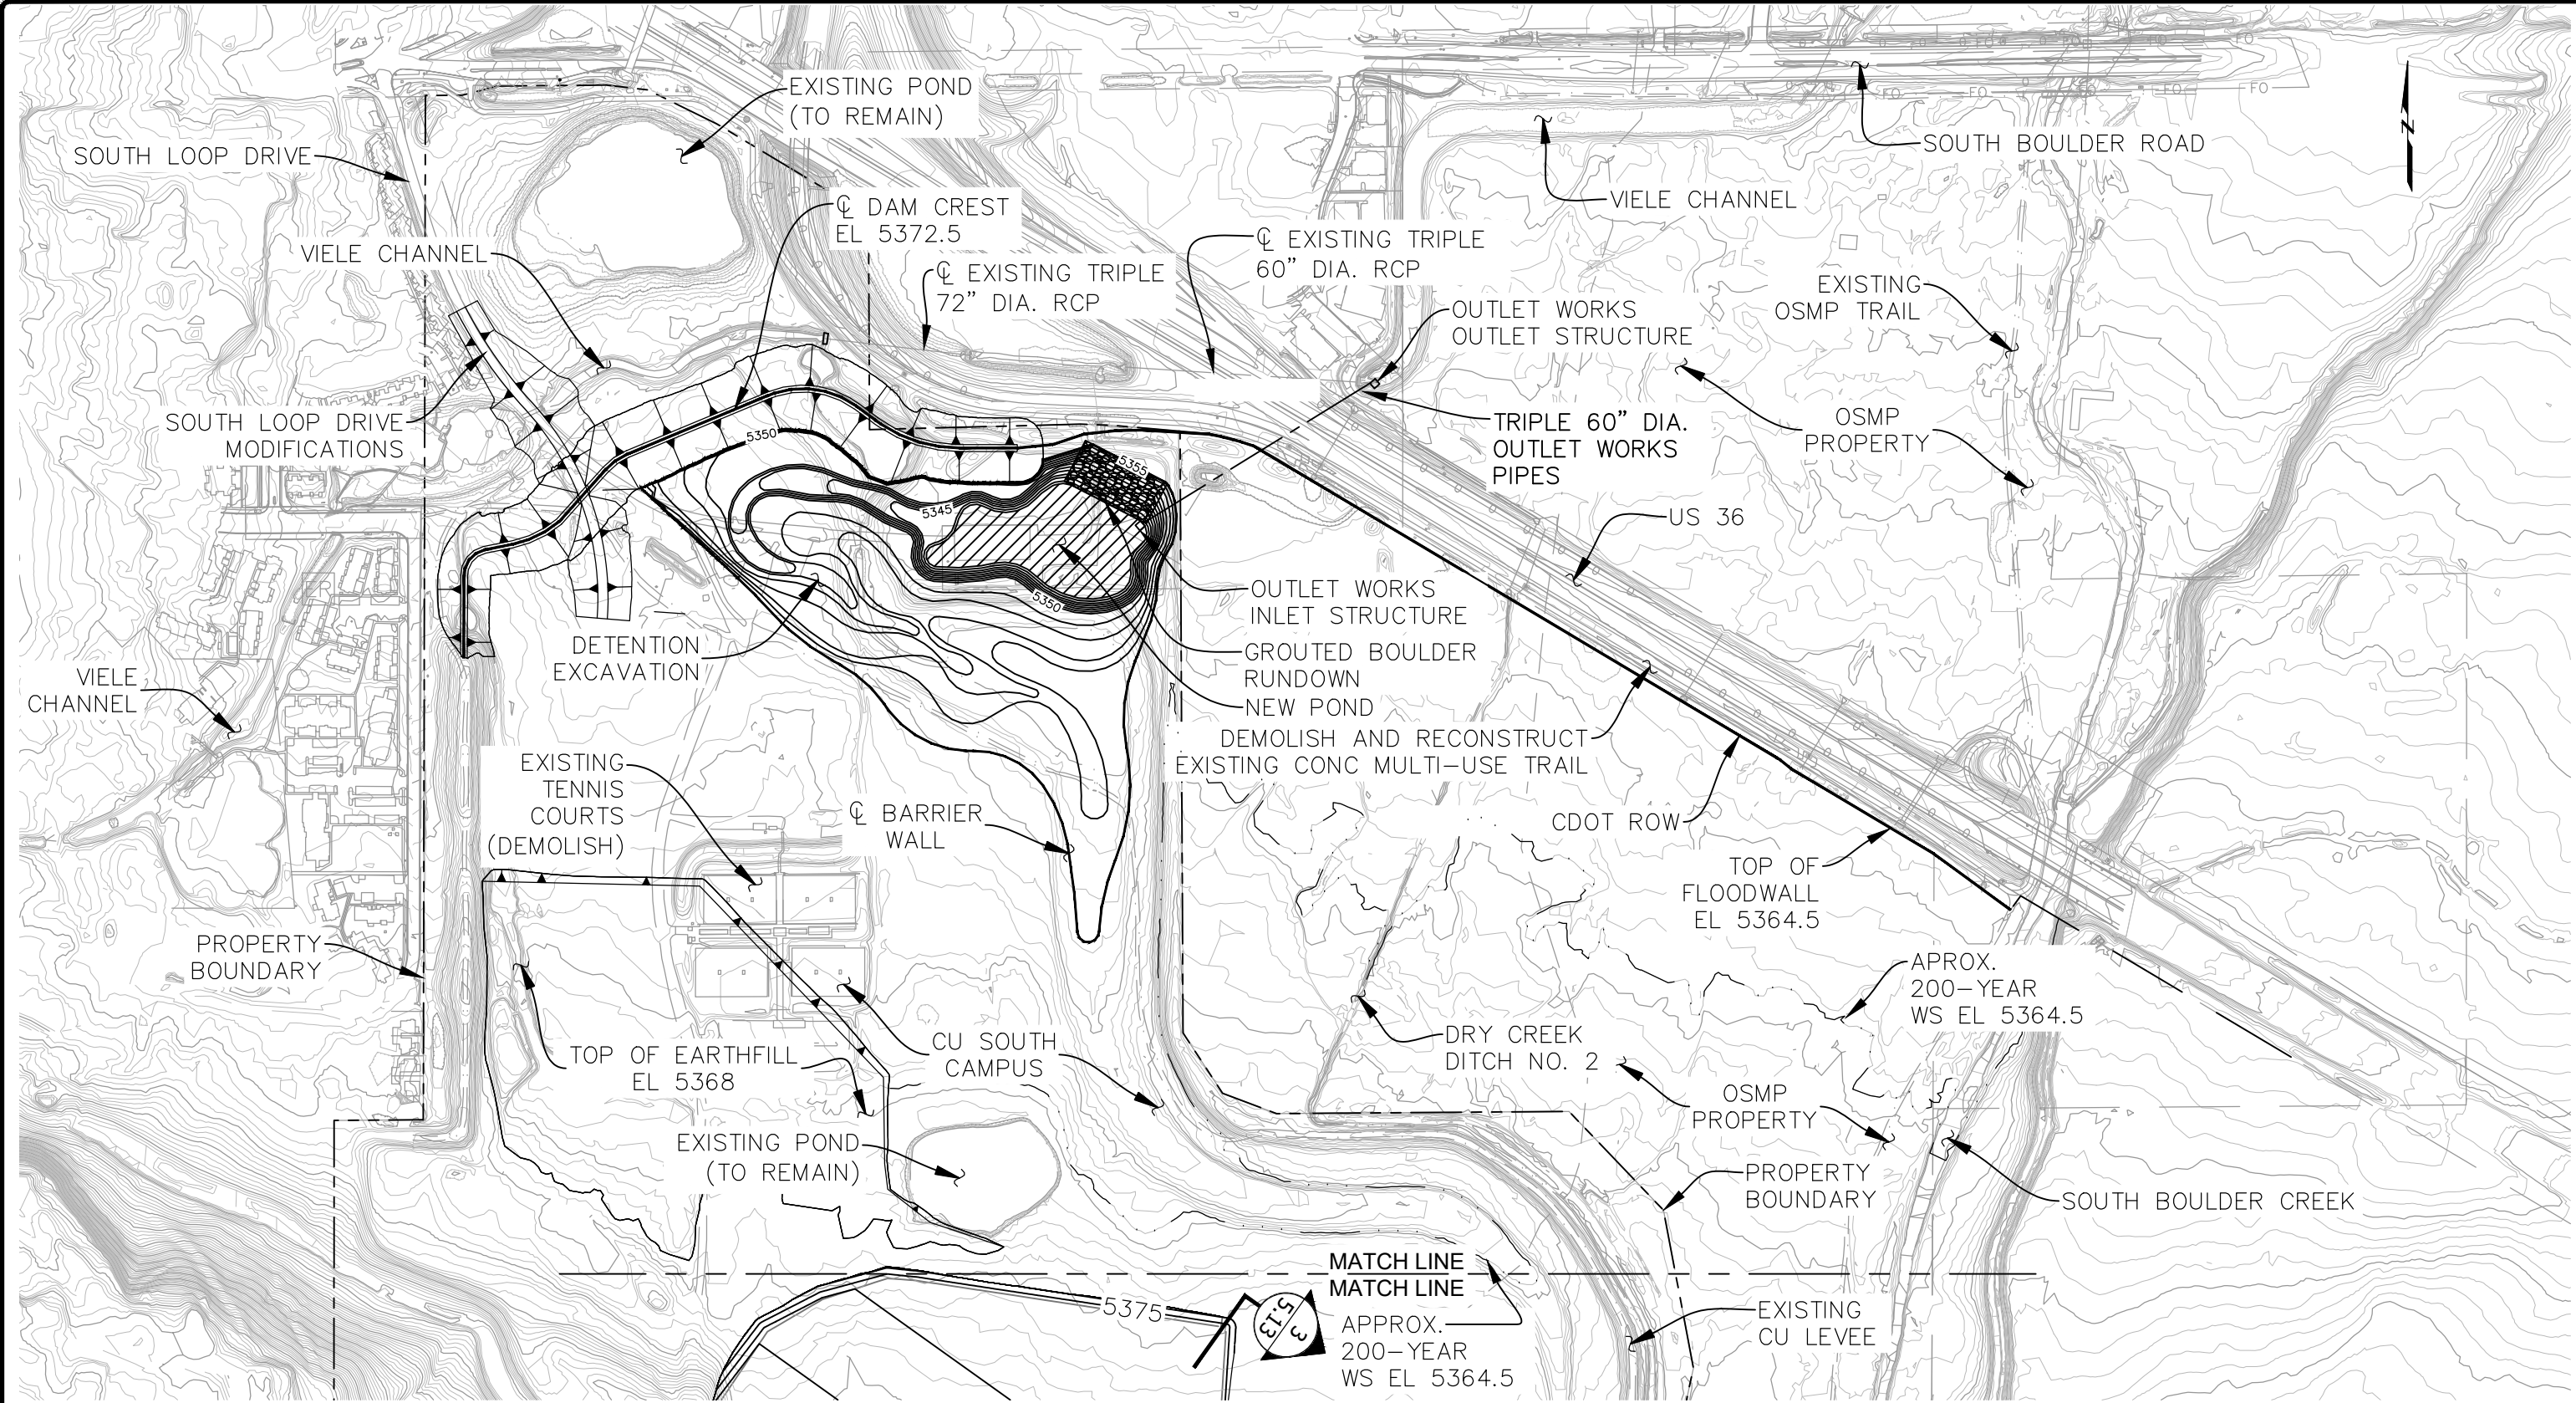 EXISTING POND
(TO REMAIN)
SOUTH LOOP DRIVE
SOUTH BOULDER ROAD
VIELE CHANNEL
℄ DAM CREST
EL 5372.5
VIELE CHANNEL
℄ EXISTING TRIPLE
72" DIA. RCP
℄ EXISTING TRIPLE
60" DIA. RCP
OUTLET WORKS
OUTLET STRUCTURE
EXISTING
OSMP TRAIL
N
FO
FO
FO
FO
FO
FO
SOUTH LOOP DRIVE
MODIFICATIONS
5350
5355
5345
5350
TRIPLE 60" DIA.
OUTLET WORKS
PIPES
OSMP
PROPERTY
US 36
OUTLET WORKS
INLET STRUCTURE
GROUTED BOULDER
RUNDOWN
NEW POND
DETENTION
EXCAVATION
VIELE
CHANNEL
DEMOLISH AND RECONSTRUCT
EXISTING CONC MULTI-USE TRAIL
EXISTING
TENNIS
COURTS
(DEMOLISH)
℄ BARRIER
WALL
CDOT ROW
TOP OF
FLOODWALL
EL 5364.5
PROPERTY
BOUNDARY
APROX.
200-YEAR
WS EL 5364.5
TOP OF EARTHFILL
EL 5368
CU SOUTH
CAMPUS
DRY CREEK
DITCH NO. 2
OSMP
PROPERTY
EXISTING POND
(TO REMAIN)
PROPERTY
BOUNDARY
SOUTH BOULDER CREEK
MATCH LINE
MATCH LINE
5375
3
5.13
APPROX.
200-YEAR
WS EL 5364.5
EXISTING
CU LEVEE